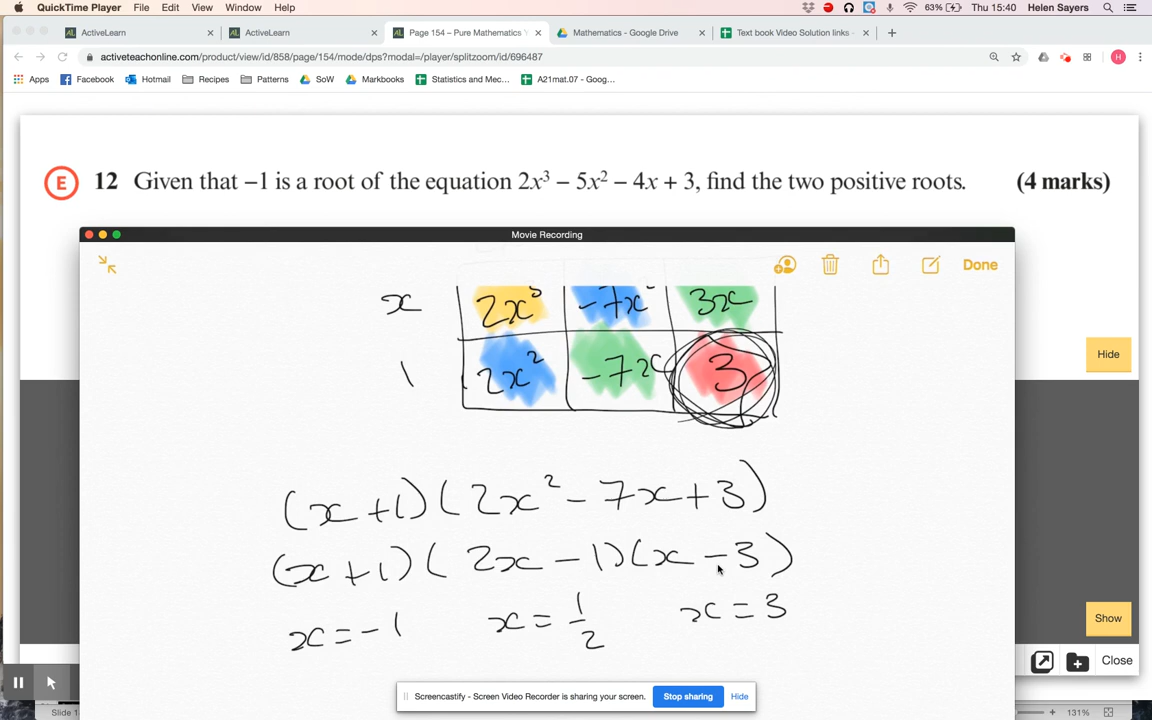 QuickTime Player File Edit View Window Help 63% Thu 15:40 Helen Sayers
ActiveLearn × ActiveLearn × Page 154 – Pure Mathematics Y × Mathematics - Google Drive × Text book Video Solution links - × +
activeteachonline.com/product/view/id/858/page/154/mode/dps?modal=/player/splitzoom/id/696487
Apps Facebook Hotmail Recipes Patterns SoW Markbooks Statistics and Mec... A21mat.07 - Goog...
E 12 Given that −1 is a root of the equation 2x³ − 5x² − 4x + 3, find the two positive roots. (4 marks)
Movie Recording
Done
x 2x³ -7x² 3x
1 2x² -7x 3
Hide
(x+1)(2x² - 7x + 3)
(x+1)(2x - 1)(x - 3)
x = -1 x = 1/2 x = 3
Show
Close
Screencastify - Screen Video Recorder is sharing your screen. Stop sharing Hide
Slide 1 131%